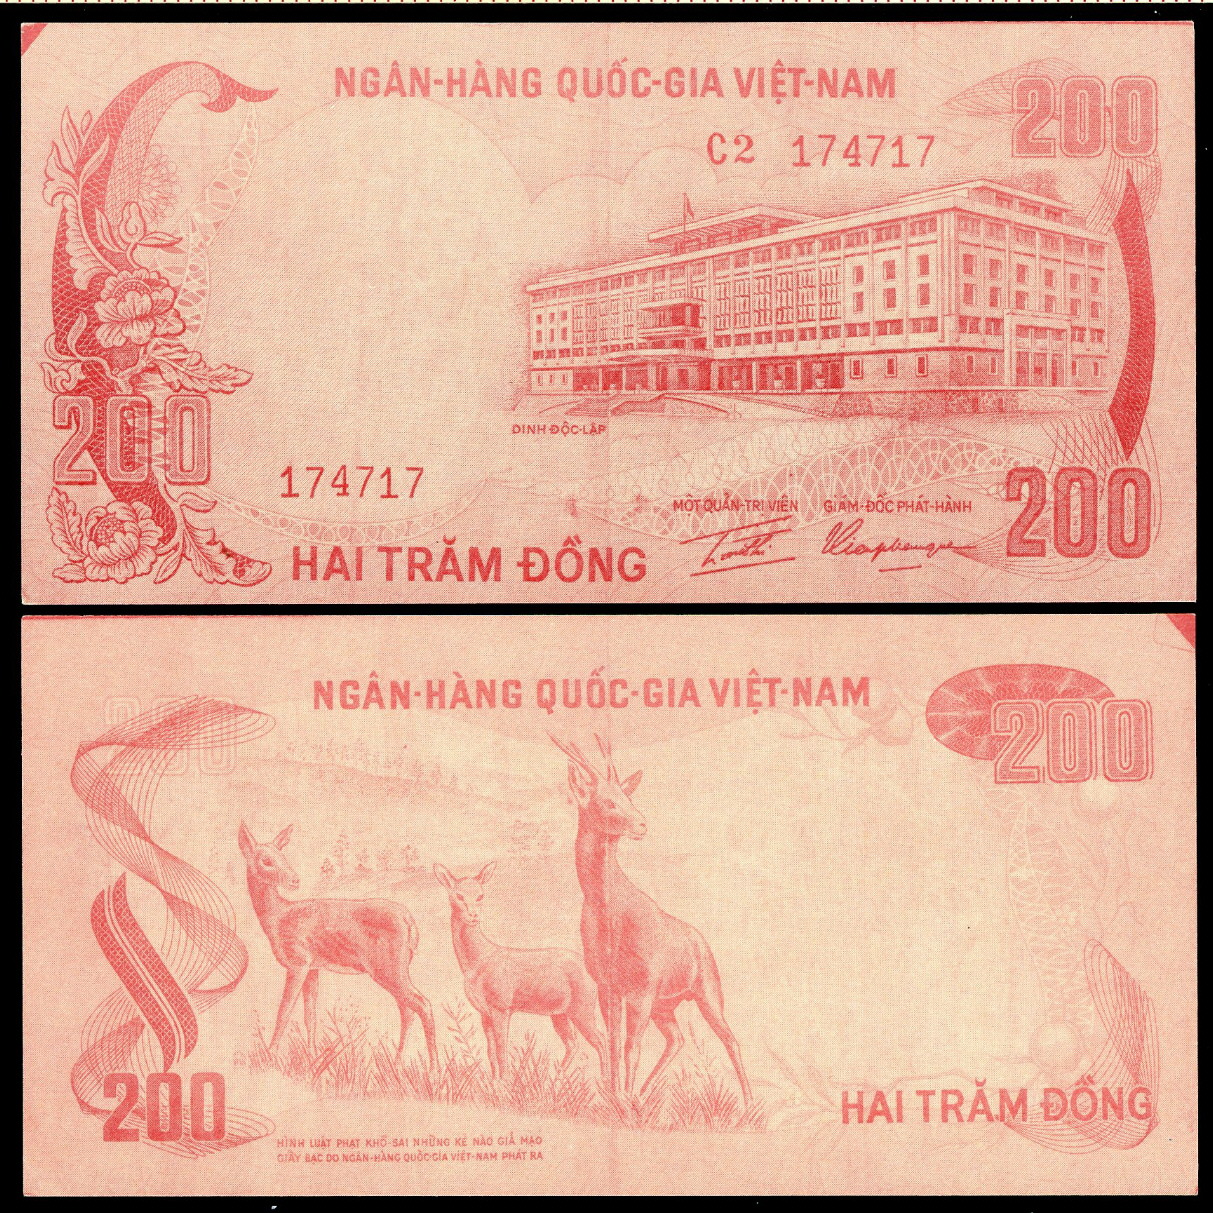 NGÂN-HÀNG QUỐC-GIA VIỆT-NAM
200
C2 174717
DINH ĐỘC-LẬP
200
174717
MỘT QUẢN-TRỊ VIÊN GIÁM-ĐỐC PHÁT-HÀNH
200
HAI TRĂM ĐỒNG
NGÂN-HÀNG QUỐC-GIA VIỆT-NAM
200
200
HAI TRĂM ĐỒNG
200
HÌNH LUẬT PHẠT KHỔ-SAI NHỮNG KẺ NÀO GIẢ MẠO
GIẤY BẠC DO NGÂN-HÀNG QUỐC-GIA VIỆT-NAM PHÁT RA